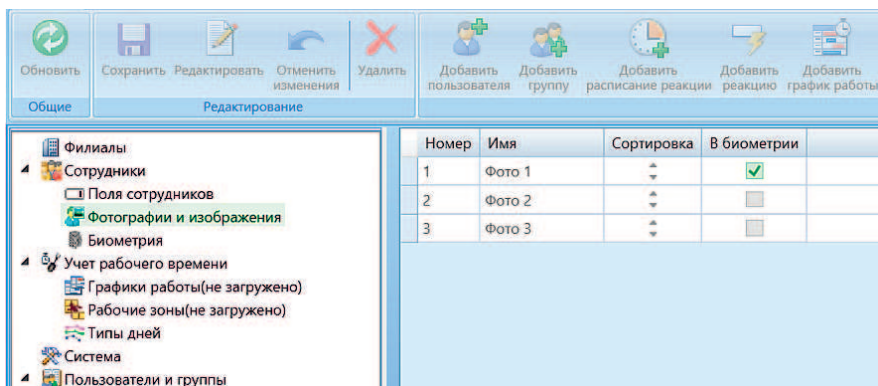 Обновить
Сохранить Редактировать Отменить изменения Удалить
Добавить пользователя
Добавить группу
Добавить расписание реакции
Добавить реакцию
Добавить график работы
Общие
Редактирование
Филиалы
Сотрудники
Поля сотрудников
Фотографии и изображения
Биометрия
Учет рабочего времени
Графики работы(не загружено)
Рабочие зоны(не загружено)
Типы дней
Система
Пользователи и группы
Номер Имя Сортировка В биометрии
1 Фото 1
2 Фото 2
3 Фото 3